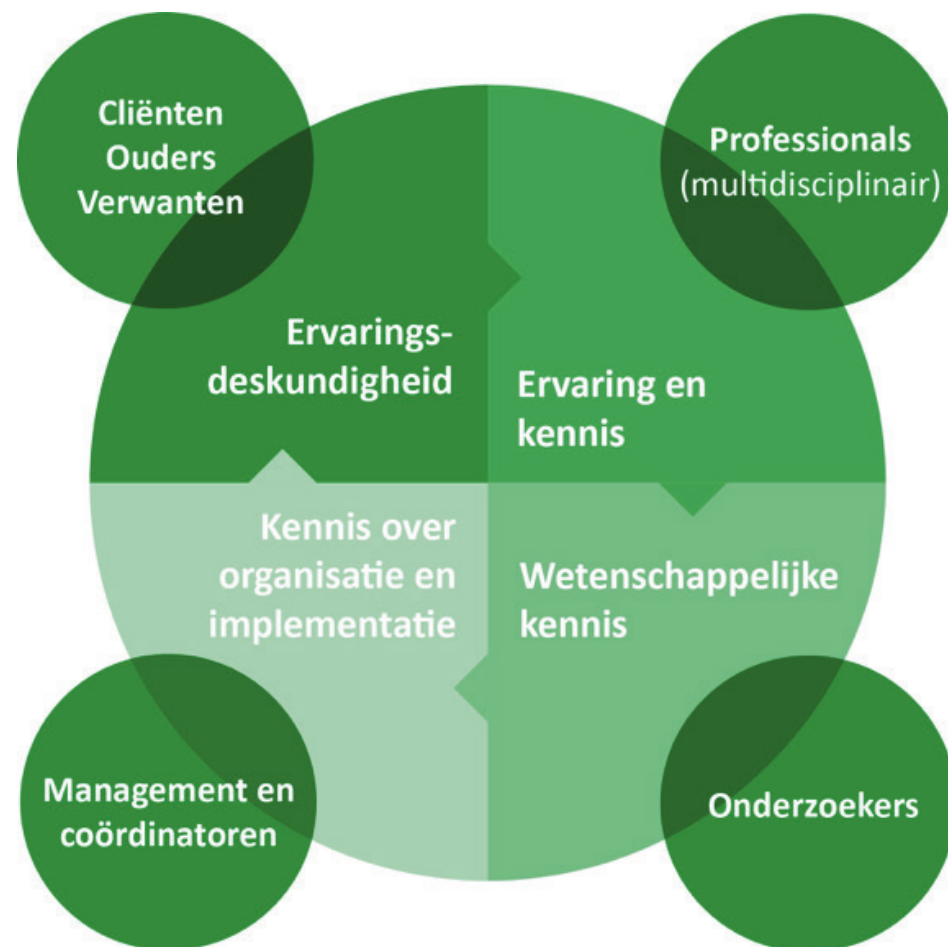 Cliënten
Ouders
Verwanten
Professionals
(multidisciplinair)
Ervarings-
deskundigheid
Ervaring en
kennis
Kennis over
organisatie en
implementatie
Wetenschappelijke
kennis
Management en
coördinatoren
Onderzoekers